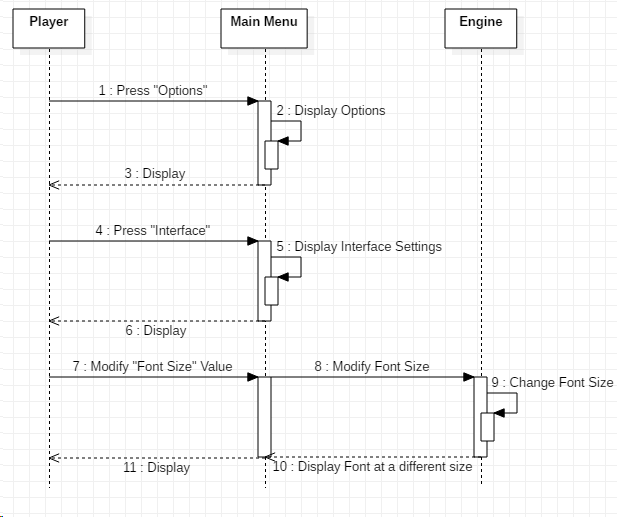 Player
Main Menu
Engine
1 : Press "Options"
2 : Display Options
3 : Display
4 : Press "Interface"
5 : Display Interface Settings
6 : Display
7 : Modify "Font Size" Value
8 : Modify Font Size
9 : Change Font Size
10 : Display Font at a different size
11 : Display